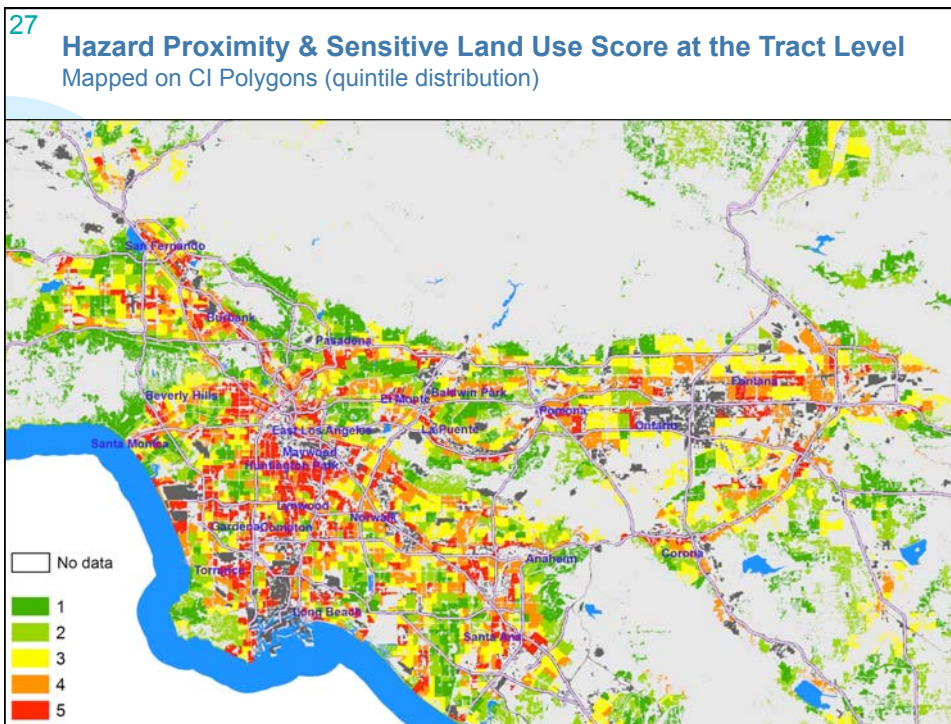 27
Hazard Proximity & Sensitive Land Use Score at the Tract Level
Mapped on CI Polygons (quintile distribution)
San Fernando
Burbank
Pasadena
Beverly Hills
El Monte
Baldwin Park
Fontana
Pomona
Santa Monica
East Los Angeles
La Puente
Ontario
Maywood
Huntington Park
Lynwood
Norwalk
Gardena
Compton
Anaheim
Corona
No data
Torrance
1
Long Beach
2
Santa Ana
3
4
5